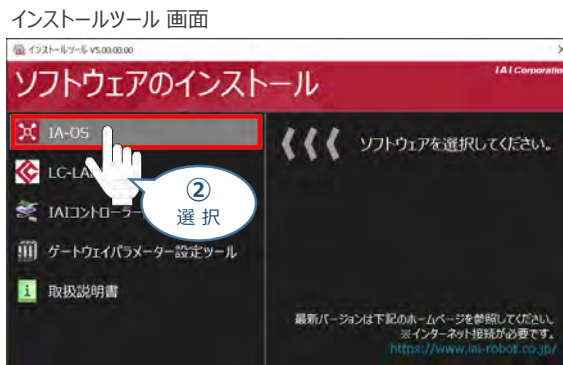 インストールツール 画面
インストールツール V5.00.00.00
ソフトウェアのインストール
IAI Corporation
IA-OS
ソフトウェアを選択してください。
②
選 択
IAIコントローラー
ゲートウェイパラメーター設定ツール
取扱説明書
最新バージョンは下記のホームページを参照してください。
※インターネット接続が必要です。
https://www.iai-robot.co.jp/